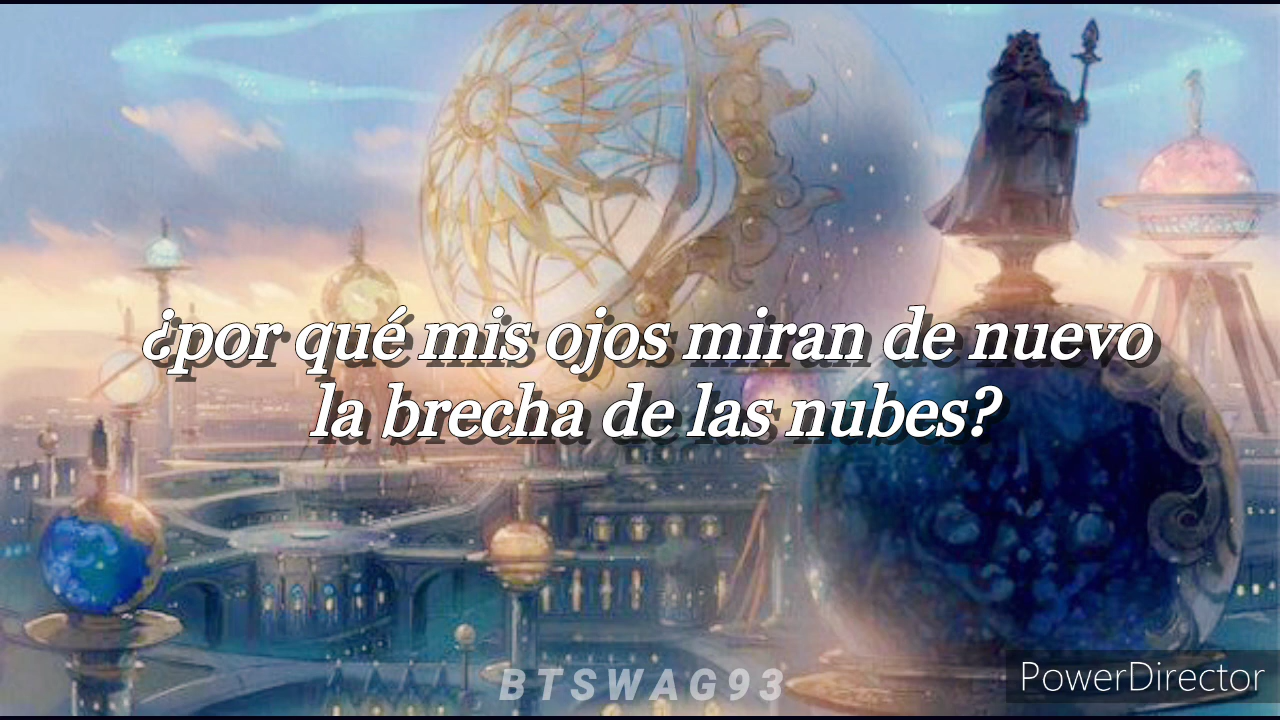 ¿por qué mis ojos miran de nuevo
la brecha de las nubes?
BTSWAG93
PowerDirector